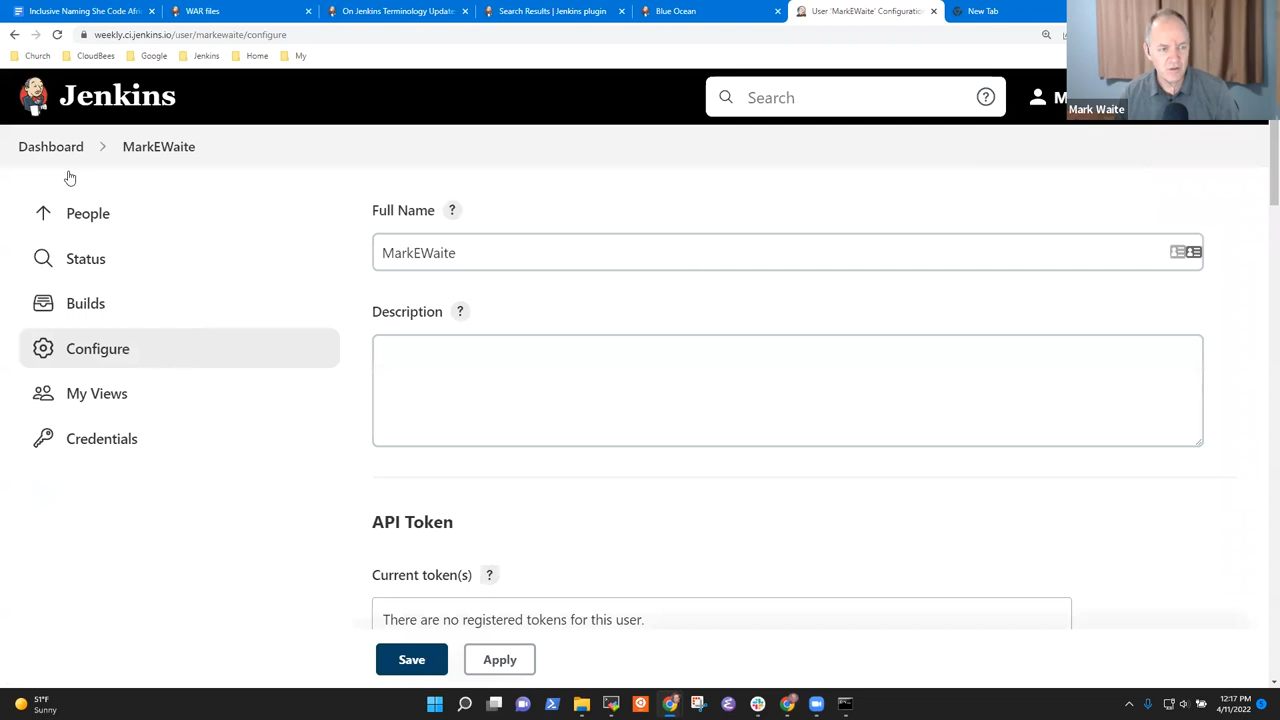 Inclusive Naming She Code Afri
WAR files
On Jenkins Terminology Update
Search Results | Jenkins plugin
Blue Ocean
User 'MarkEWaite' Configuratio
New Tab
weekly.ci.jenkins.io/user/markewaite/configure
Church
CloudBees
Google
Jenkins
Home
My
Jenkins
Search
M
Mark Waite
Dashboard
MarkEWaite
People
Status
Builds
Configure
My Views
Credentials
Full Name ?
MarkEWaite
Description ?
API Token
Current token(s) ?
There are no registered tokens for this user.
Save
Apply
51°F
Sunny
12:17 PM
4/11/2022